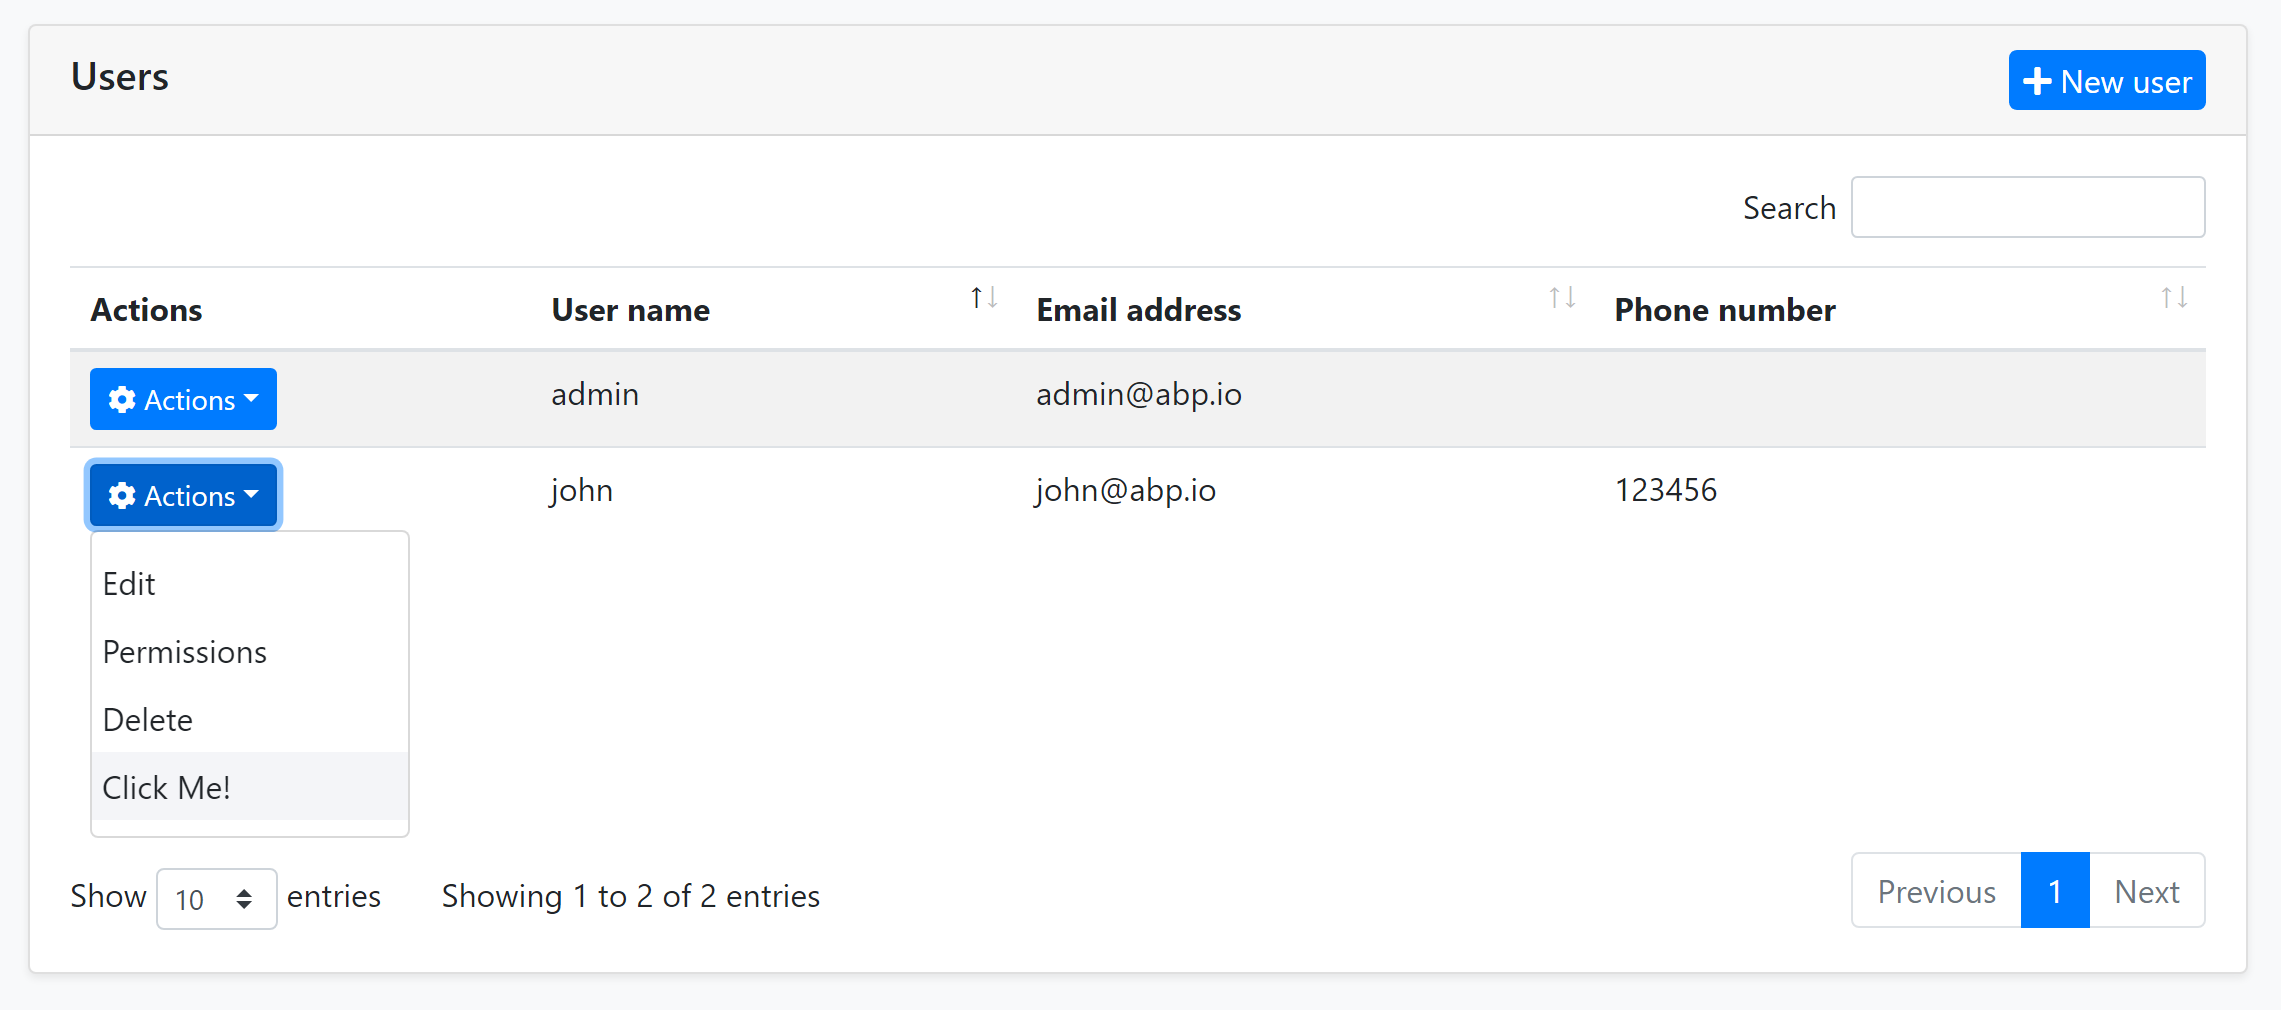 Users
New user
Search
Actions User name Email address Phone number
Actions admin admin@abp.io
Actions john john@abp.io 123456
Edit
Permissions
Delete
Click Me!
Show 10 entries Showing 1 to 2 of 2 entries Previous 1 Next